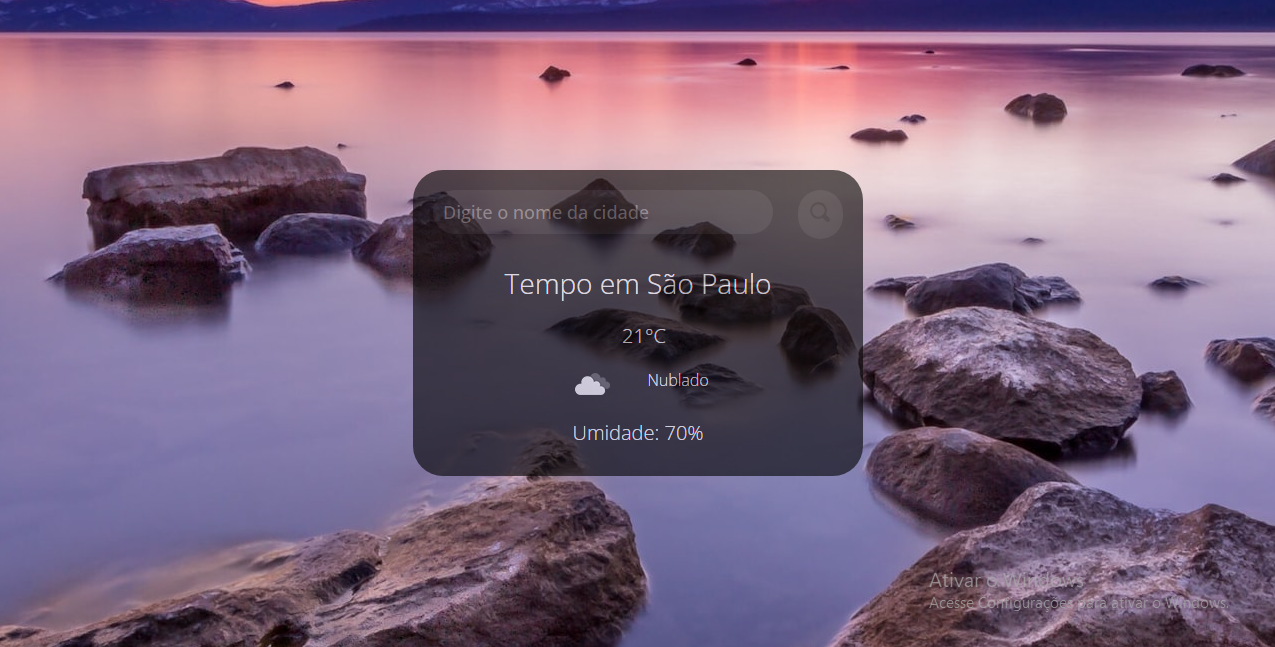 Digite o nome da cidade
Tempo em São Paulo
21°C
Nublado
Umidade: 70%
Ativar o Windows
Acesse Configurações para ativar o Windows.